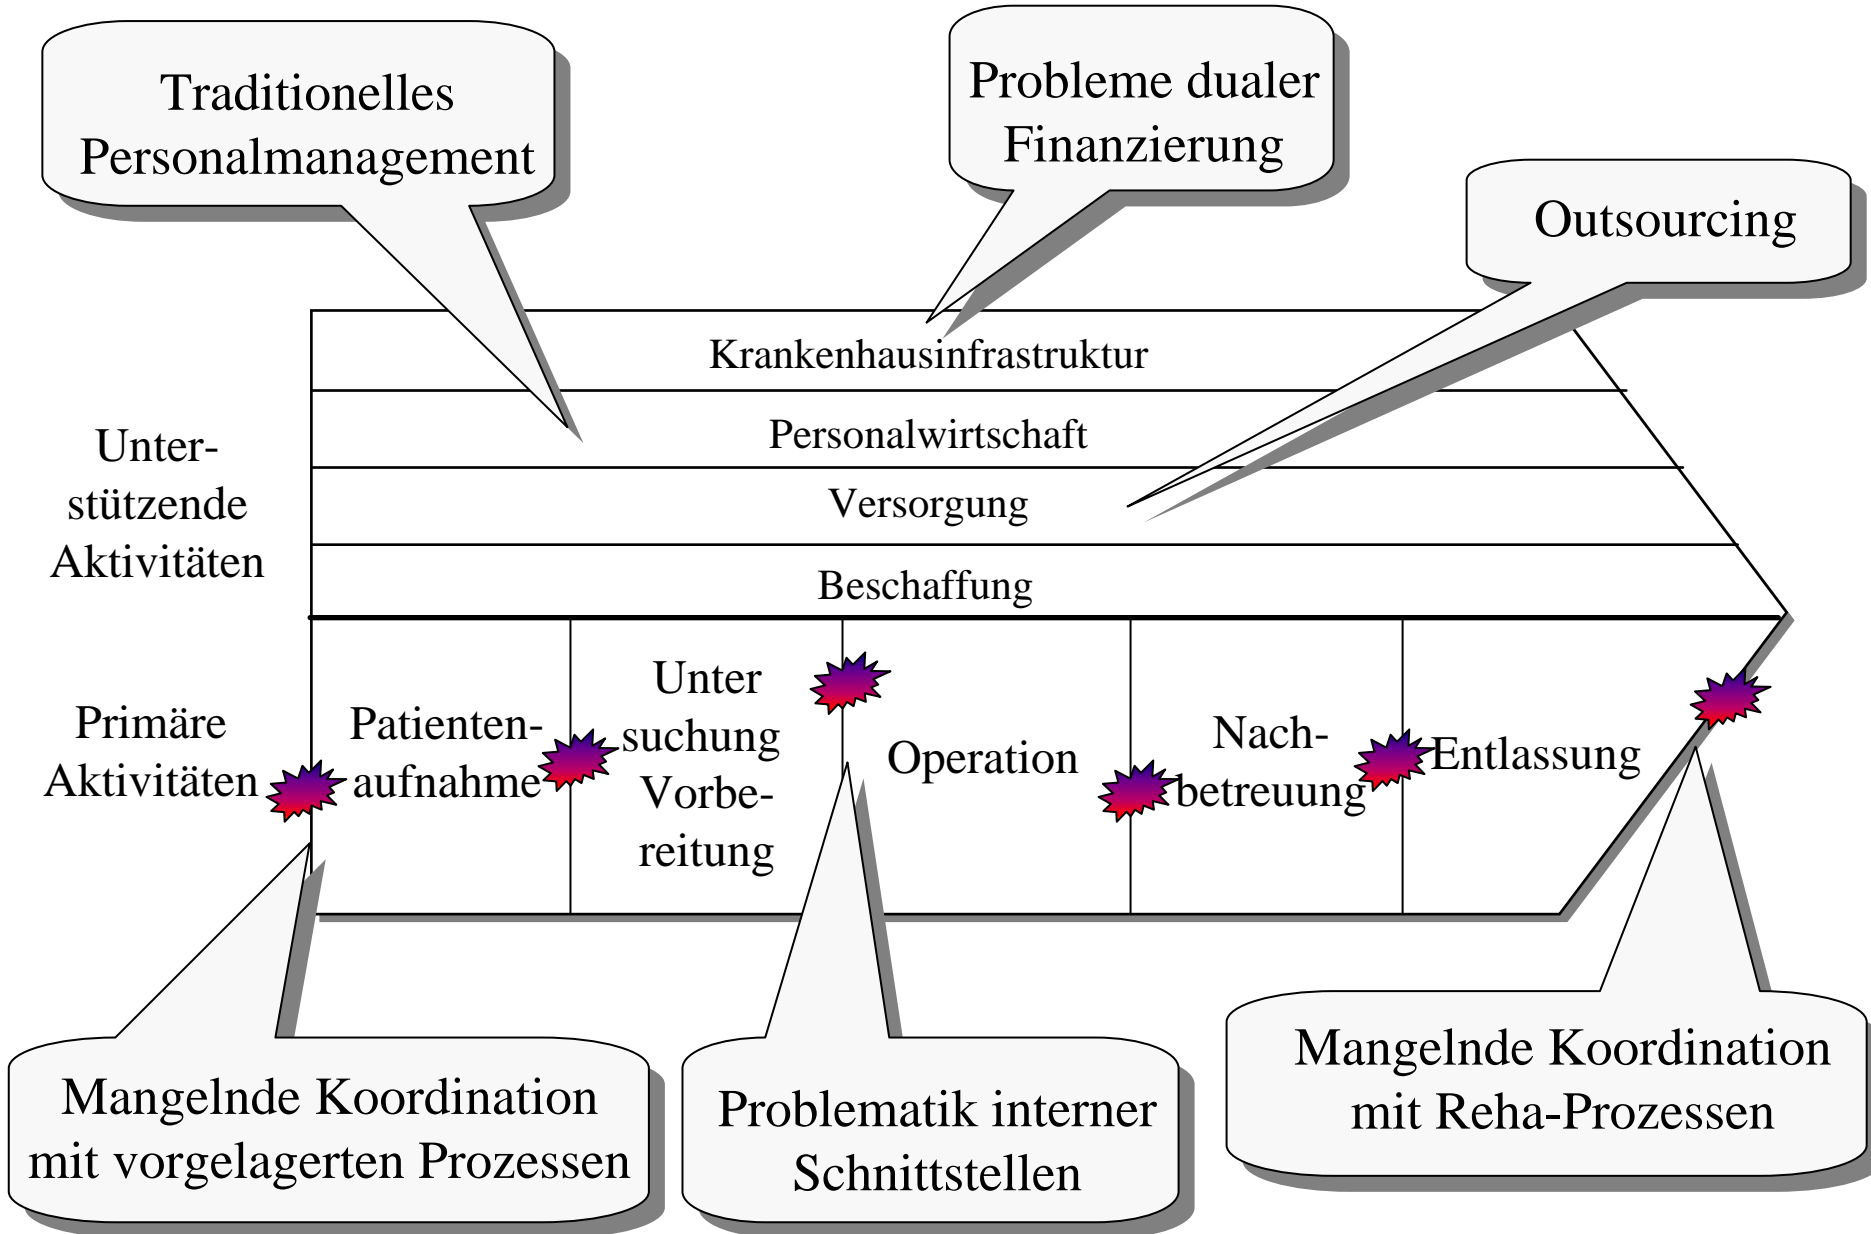 Traditionelles
Personalmanagement
Probleme dualer
Finanzierung
Outsourcing
Krankenhausinfrastruktur
Personalwirtschaft
Versorgung
Beschaffung
Unter-
stützende
Aktivitäten
Primäre
Aktivitäten
Patienten-
aufnahme
Unter
suchung
Vorbe-
reitung
Operation
Nach-
betreuung
Entlassung
Mangelnde Koordination
mit vorgelagerten Prozessen
Problematik interner
Schnittstellen
Mangelnde Koordination
mit Reha-Prozessen